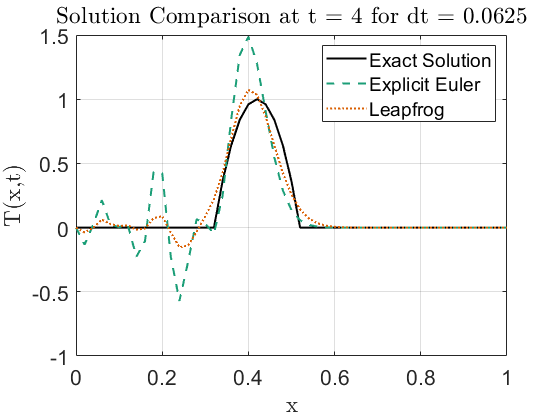 Solution Comparison at t = 4 for dt = 0.0625
Exact Solution
Explicit Euler
Leapfrog
T(x,t)
1.5
1
0.5
0
-0.5
-1
0
0.2
0.4
0.6
0.8
1
x